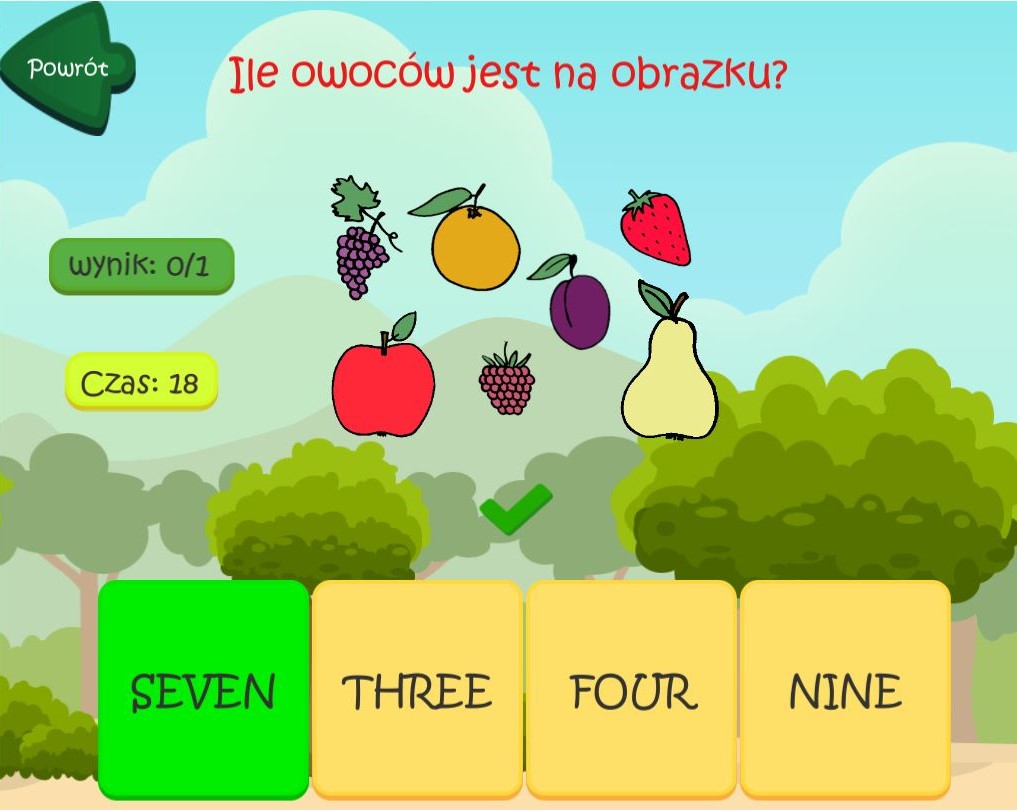 Powrót
Ile owoców jest na obrazku?
wynik: 0/1
Czas: 18
SEVEN
THREE
FOUR
NINE